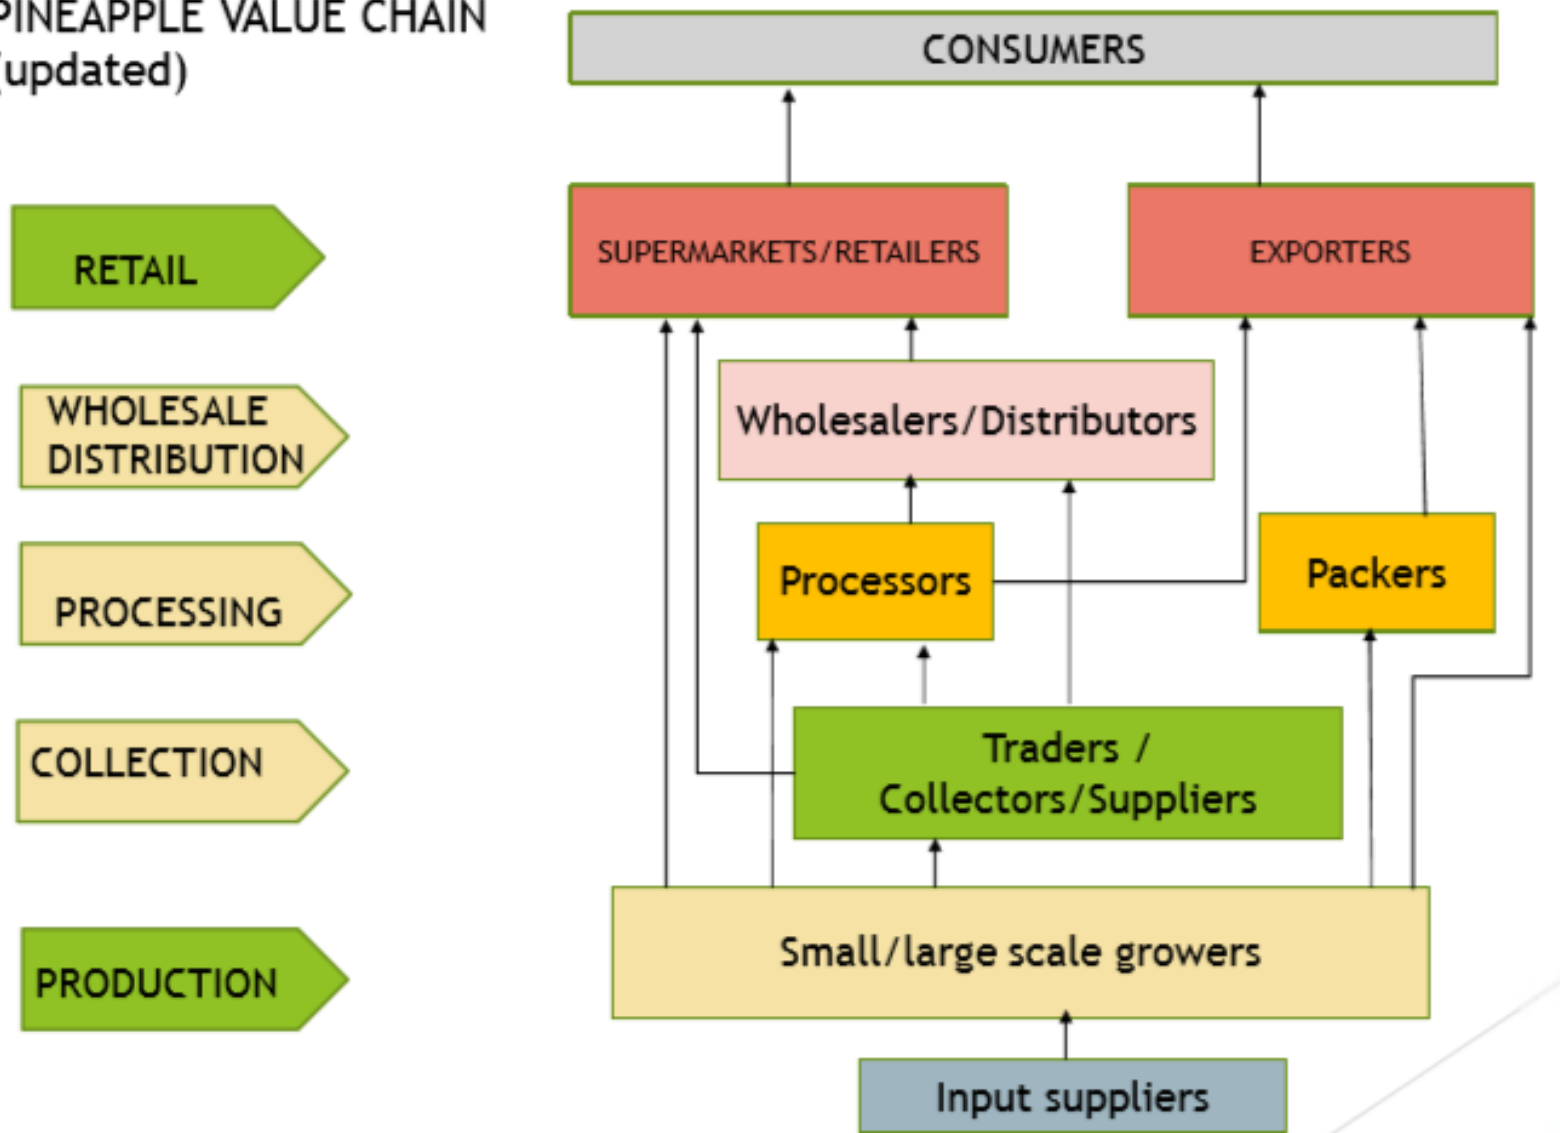 PINEAPPLE VALUE CHAIN
(updated)
CONSUMERS
RETAIL
SUPERMARKETS/RETAILERS
EXPORTERS
WHOLESALE
DISTRIBUTION
Wholesalers/Distributors
PROCESSING
Processors
Packers
COLLECTION
Traders /
Collectors/Suppliers
PRODUCTION
Small/large scale growers
Input suppliers